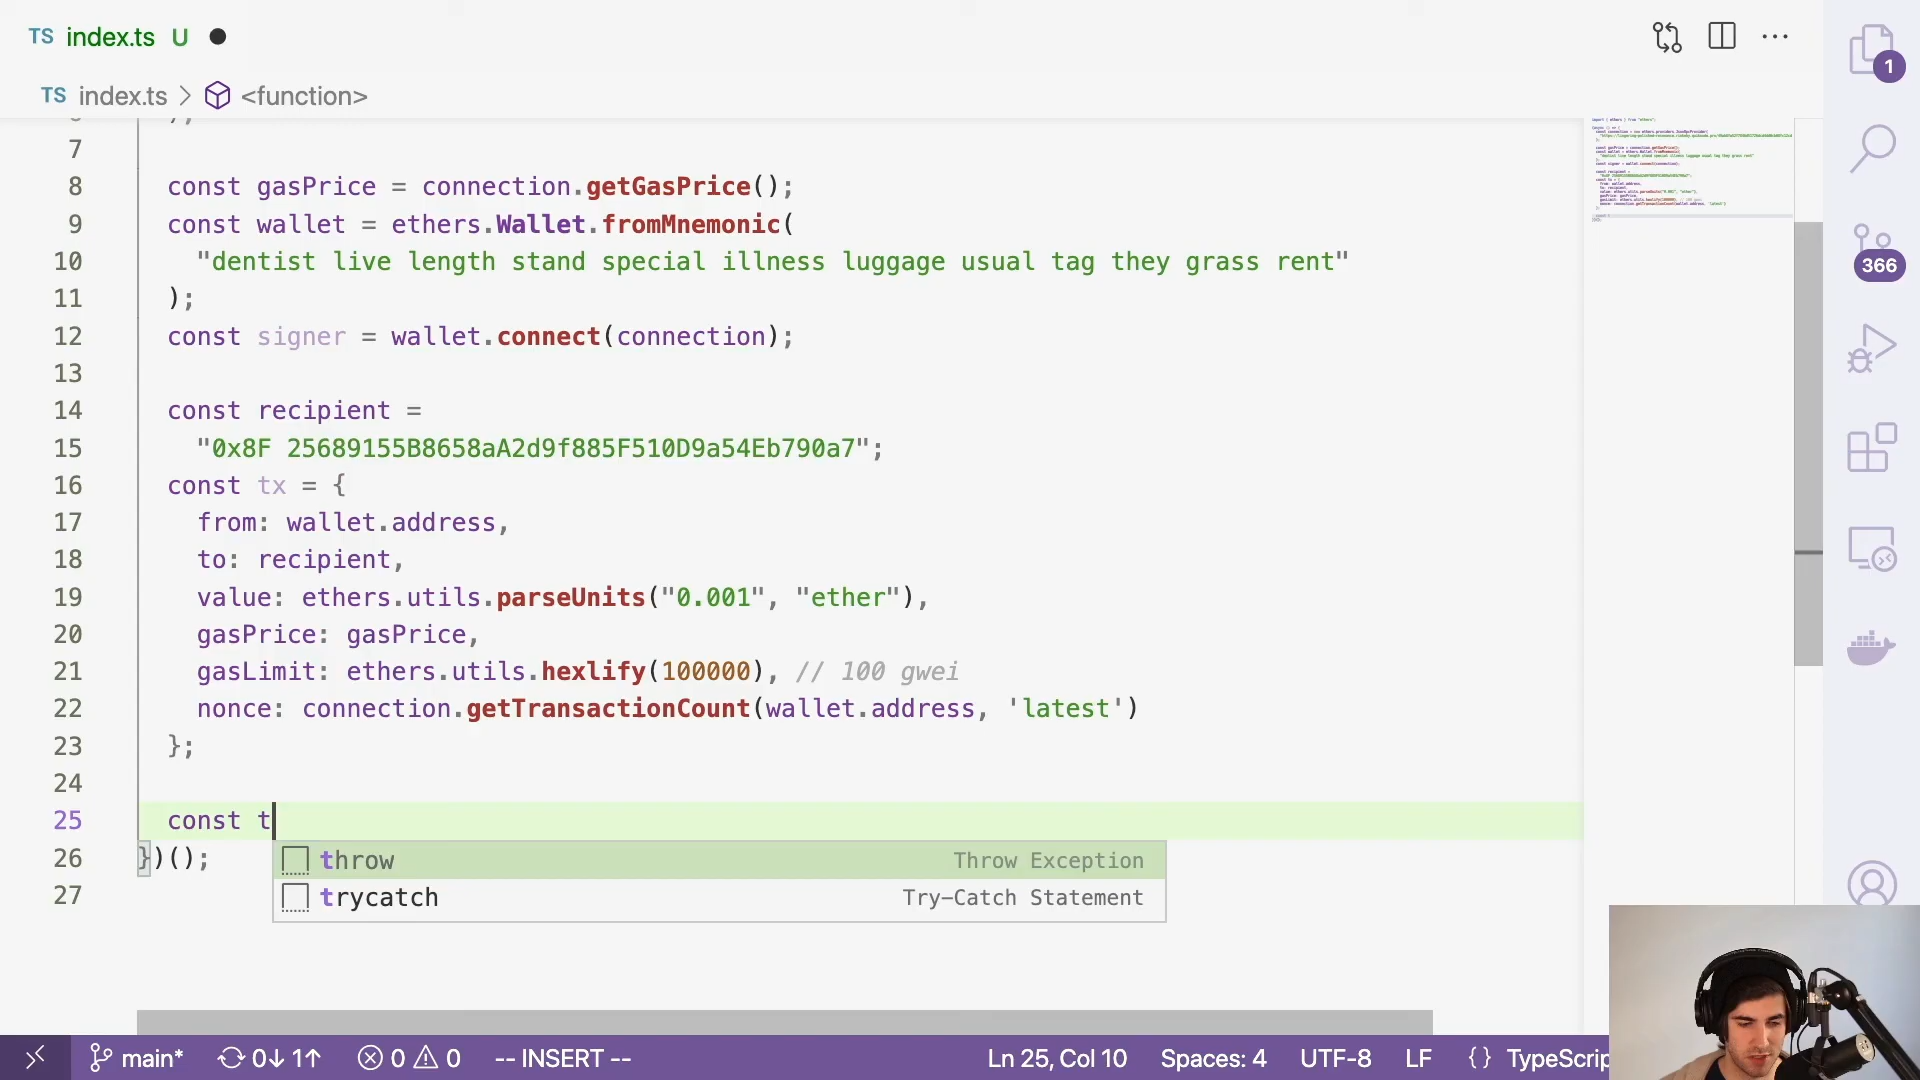 TS index.ts U
TS index.ts > <function>
1
7
8 const gasPrice = connection.getGasPrice();
9 const wallet = ethers.Wallet.fromMnemonic(
10 "dentist live length stand special illness luggage usual tag they grass rent"
11 );
12 const signer = wallet.connect(connection);
13
14 const recipient =
15 "0x8F 25689155B8658aA2d9f885F510D9a54Eb790a7";
16 const tx = {
17 from: wallet.address,
18 to: recipient,
19 value: ethers.utils.parseUnits("0.001", "ether"),
20 gasPrice: gasPrice,
21 gasLimit: ethers.utils.hexlify(100000), // 100 gwei
22 nonce: connection.getTransactionCount(wallet.address, 'latest')
23 };
24
25 const t
26 })();
27
throw Throw Exception
trycatch Try-Catch Statement
366
main* 0↓ 1↑ 0 0 -- INSERT -- Ln 25, Col 10 Spaces: 4 UTF-8 LF {} TypeScrip